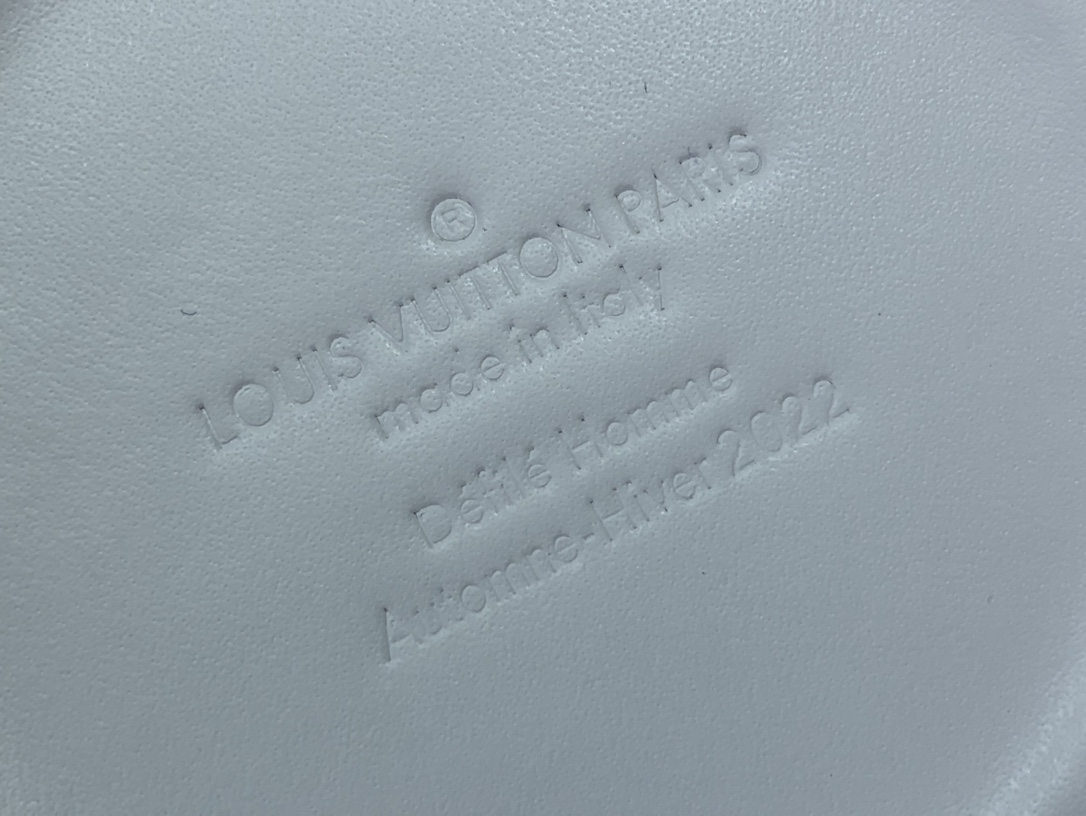 ®
LOUIS VUITTON PARIS
made in Italy
Défilé Homme
Automne-Hiver 2022